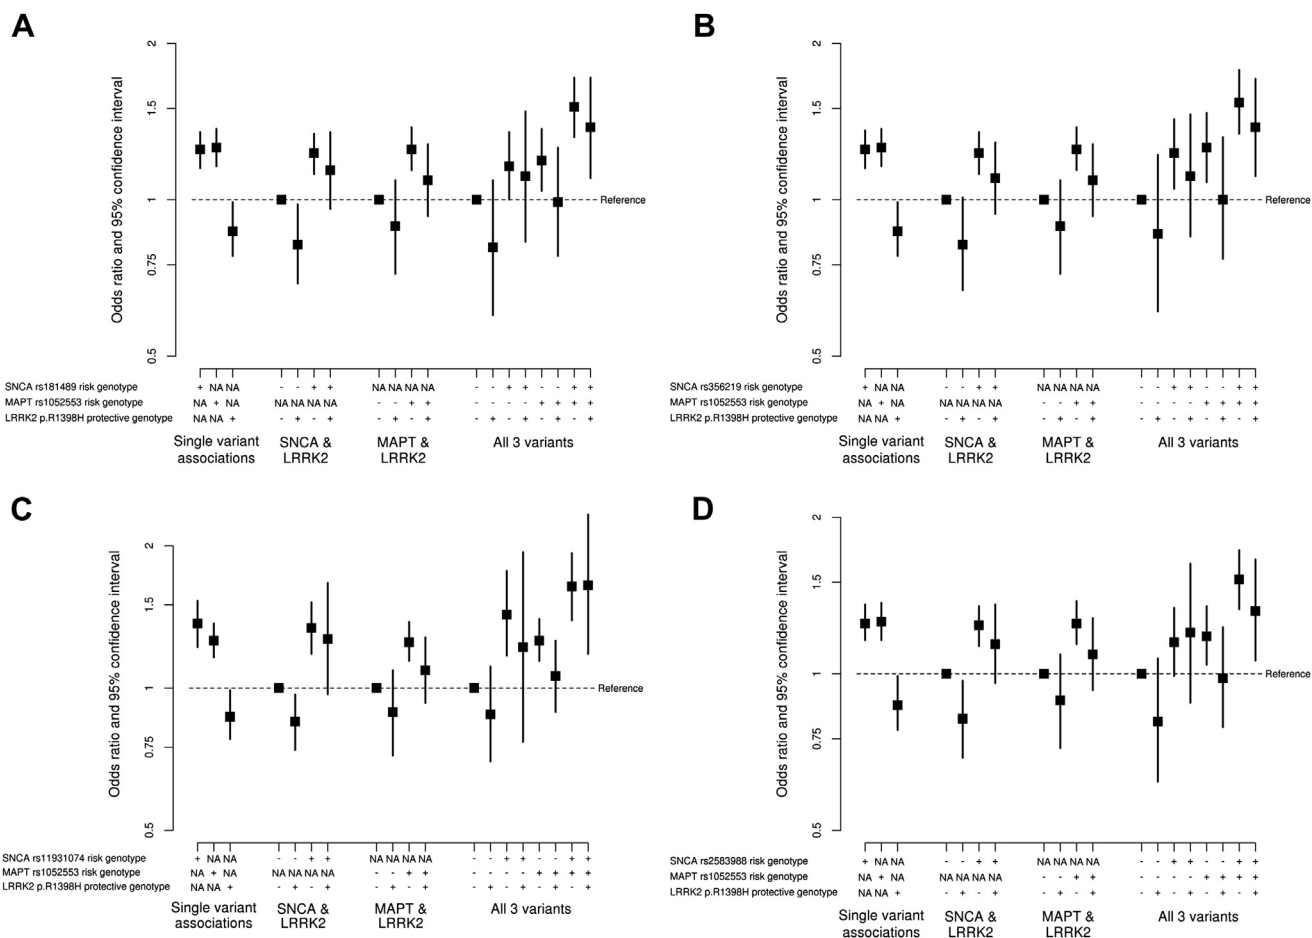 A
2
1.5
1
0.75
0.5
Odds ratio and 95% confidence interval
Reference
SNCA rs181489 risk genotype + NA NA - - + + NA NA NA NA - - + + - - + +
MAPT rs1052553 risk genotype NA + NA NA NA NA NA - - + + - - - - + + + +
LRRK2 p.R1398H protective genotype NA NA + - + - + - + - + - + - + - + - +
Single variant associations
SNCA & LRRK2
MAPT & LRRK2
All 3 variants
B
2
1.5
1
0.75
0.5
Odds ratio and 95% confidence interval
Reference
SNCA rs356219 risk genotype + NA NA - - + + NA NA NA NA - - + + - - + +
MAPT rs1052553 risk genotype NA + NA NA NA NA NA - - + + - - - - + + + +
LRRK2 p.R1398H protective genotype NA NA + - + - + - + - + - + - + - + - +
Single variant associations
SNCA & LRRK2
MAPT & LRRK2
All 3 variants
C
2
1.5
1
0.75
0.5
Odds ratio and 95% confidence interval
Reference
SNCA rs11931074 risk genotype + NA NA - - + + NA NA NA NA - - + + - - + +
MAPT rs1052553 risk genotype NA + NA NA NA NA NA - - + + - - - - + + + +
LRRK2 p.R1398H protective genotype NA NA + - + - + - + - + - + - + - + - +
Single variant associations
SNCA & LRRK2
MAPT & LRRK2
All 3 variants
D
2
1.5
1
0.75
0.5
Odds ratio and 95% confidence interval
Reference
SNCA rs2583988 risk genotype + NA NA - - + + NA NA NA NA - - + + - - + +
MAPT rs1052553 risk genotype NA + NA NA NA NA NA - - + + - - - - + + + +
LRRK2 p.R1398H protective genotype NA NA + - + - + - + - + - + - + - + - +
Single variant associations
SNCA & LRRK2
MAPT & LRRK2
All 3 variants